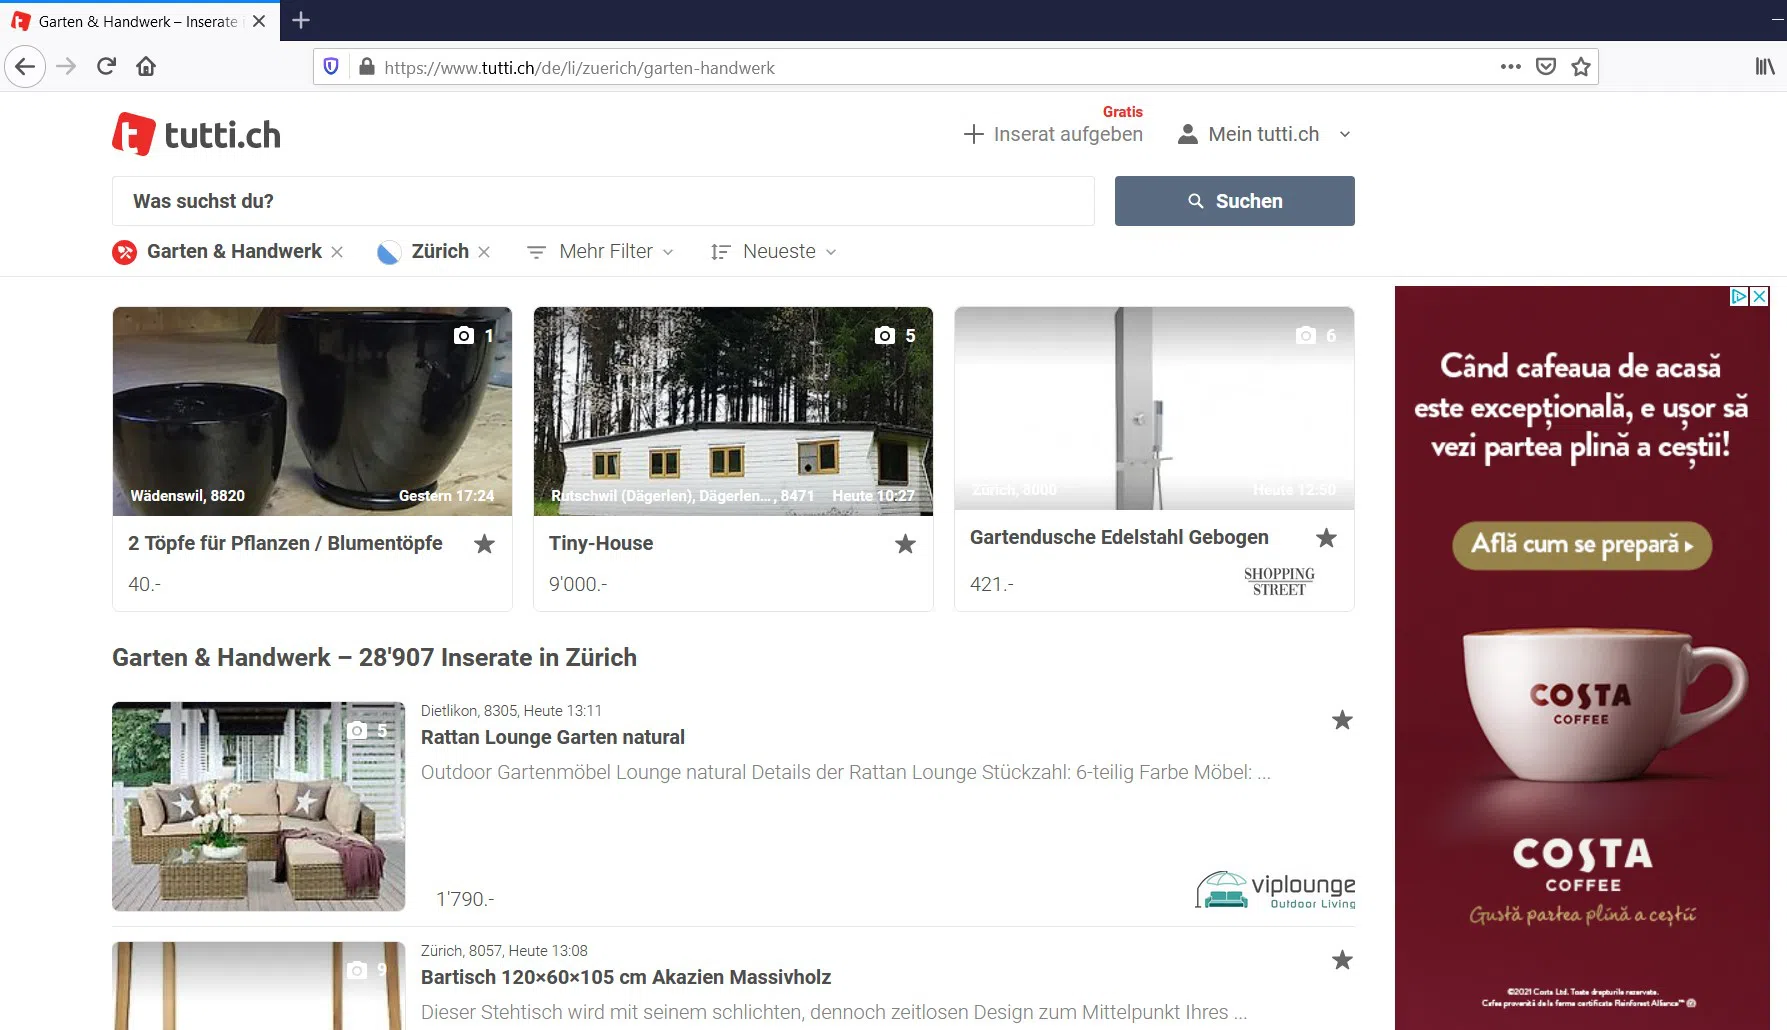 Garten & Handwerk – Inserate
https://www.tutti.ch/de/li/zuerich/garten-handwerk
tutti.ch
Gratis
Inserat aufgeben
Mein tutti.ch
Was suchst du?
Suchen
Garten & Handwerk
Zürich
Mehr Filter
Neueste
1
Wädenswil, 8820
Gestern 17:24
2 Töpfe für Pflanzen / Blumentöpfe
40.-
5
Rutschwil (Dägerlen), Dägerlen..., 8471
Heute 10:27
Tiny-House
9'000.-
6
Zürich, 8000
Heute 12:50
Gartendusche Edelstahl Gebogen
421.-
SHOPPING
STREET
Garten & Handwerk – 28'907 Inserate in Zürich
5
Dietlikon, 8305, Heute 13:11
Rattan Lounge Garten natural
Outdoor Gartenmöbel Lounge natural Details der Rattan Lounge Stückzahl: 6-teilig Farbe Möbel: ...
1'790.-
viplounge
Outdoor Living
9
Zürich, 8057, Heute 13:08
Bartisch 120×60×105 cm Akazien Massivholz
Dieser Stehtisch wird mit seinem schlichten, dennoch zeitlosen Design zum Mittelpunkt Ihres ...
Când cafeaua de acasă
este excepțională, e ușor să
vezi partea plină a ceștii!
Află cum se prepară
COSTA
COFFEE
COSTA
COFFEE
Gustă partea plină a ceștii
©2021 Costa Ltd. Toate drepturile rezervate.
Cafea provenită de la ferme certificate Rainforest Alliance™